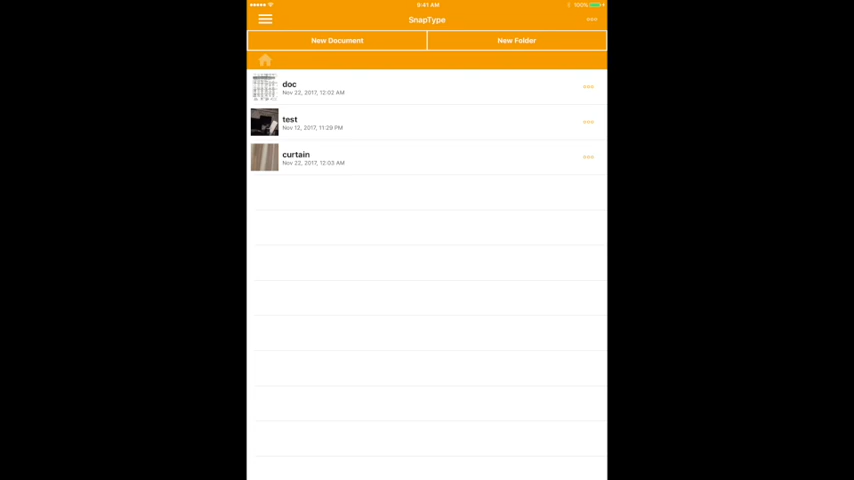 9:41 AM
100%
SnapType
New Document
New Folder
doc
Nov 22, 2017, 12:02 AM
test
Nov 12, 2017, 11:29 PM
curtain
Nov 22, 2017, 12:03 AM